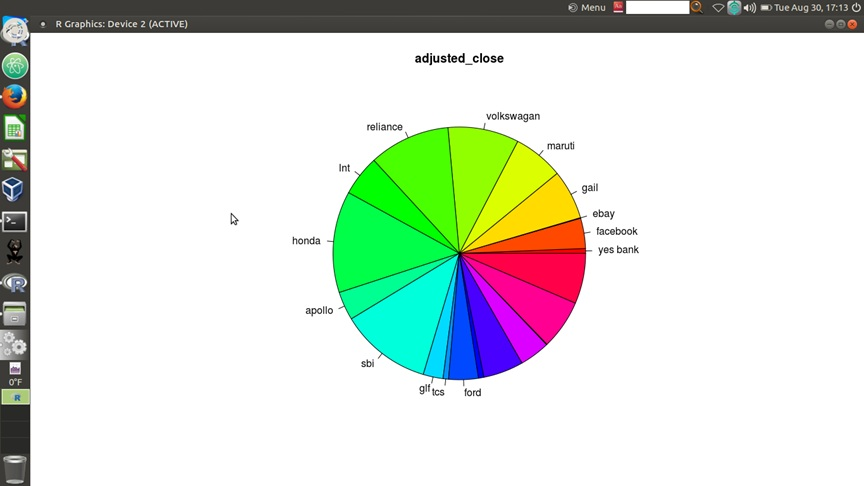 Menu
Tue Aug 30, 17:13
R Graphics: Device 2 (ACTIVE)
adjusted_close
volkswagan
reliance
maruti
lnt
gail
ebay
facebook
honda
yes bank
apollo
sbi
glf
tcs
ford
0°F